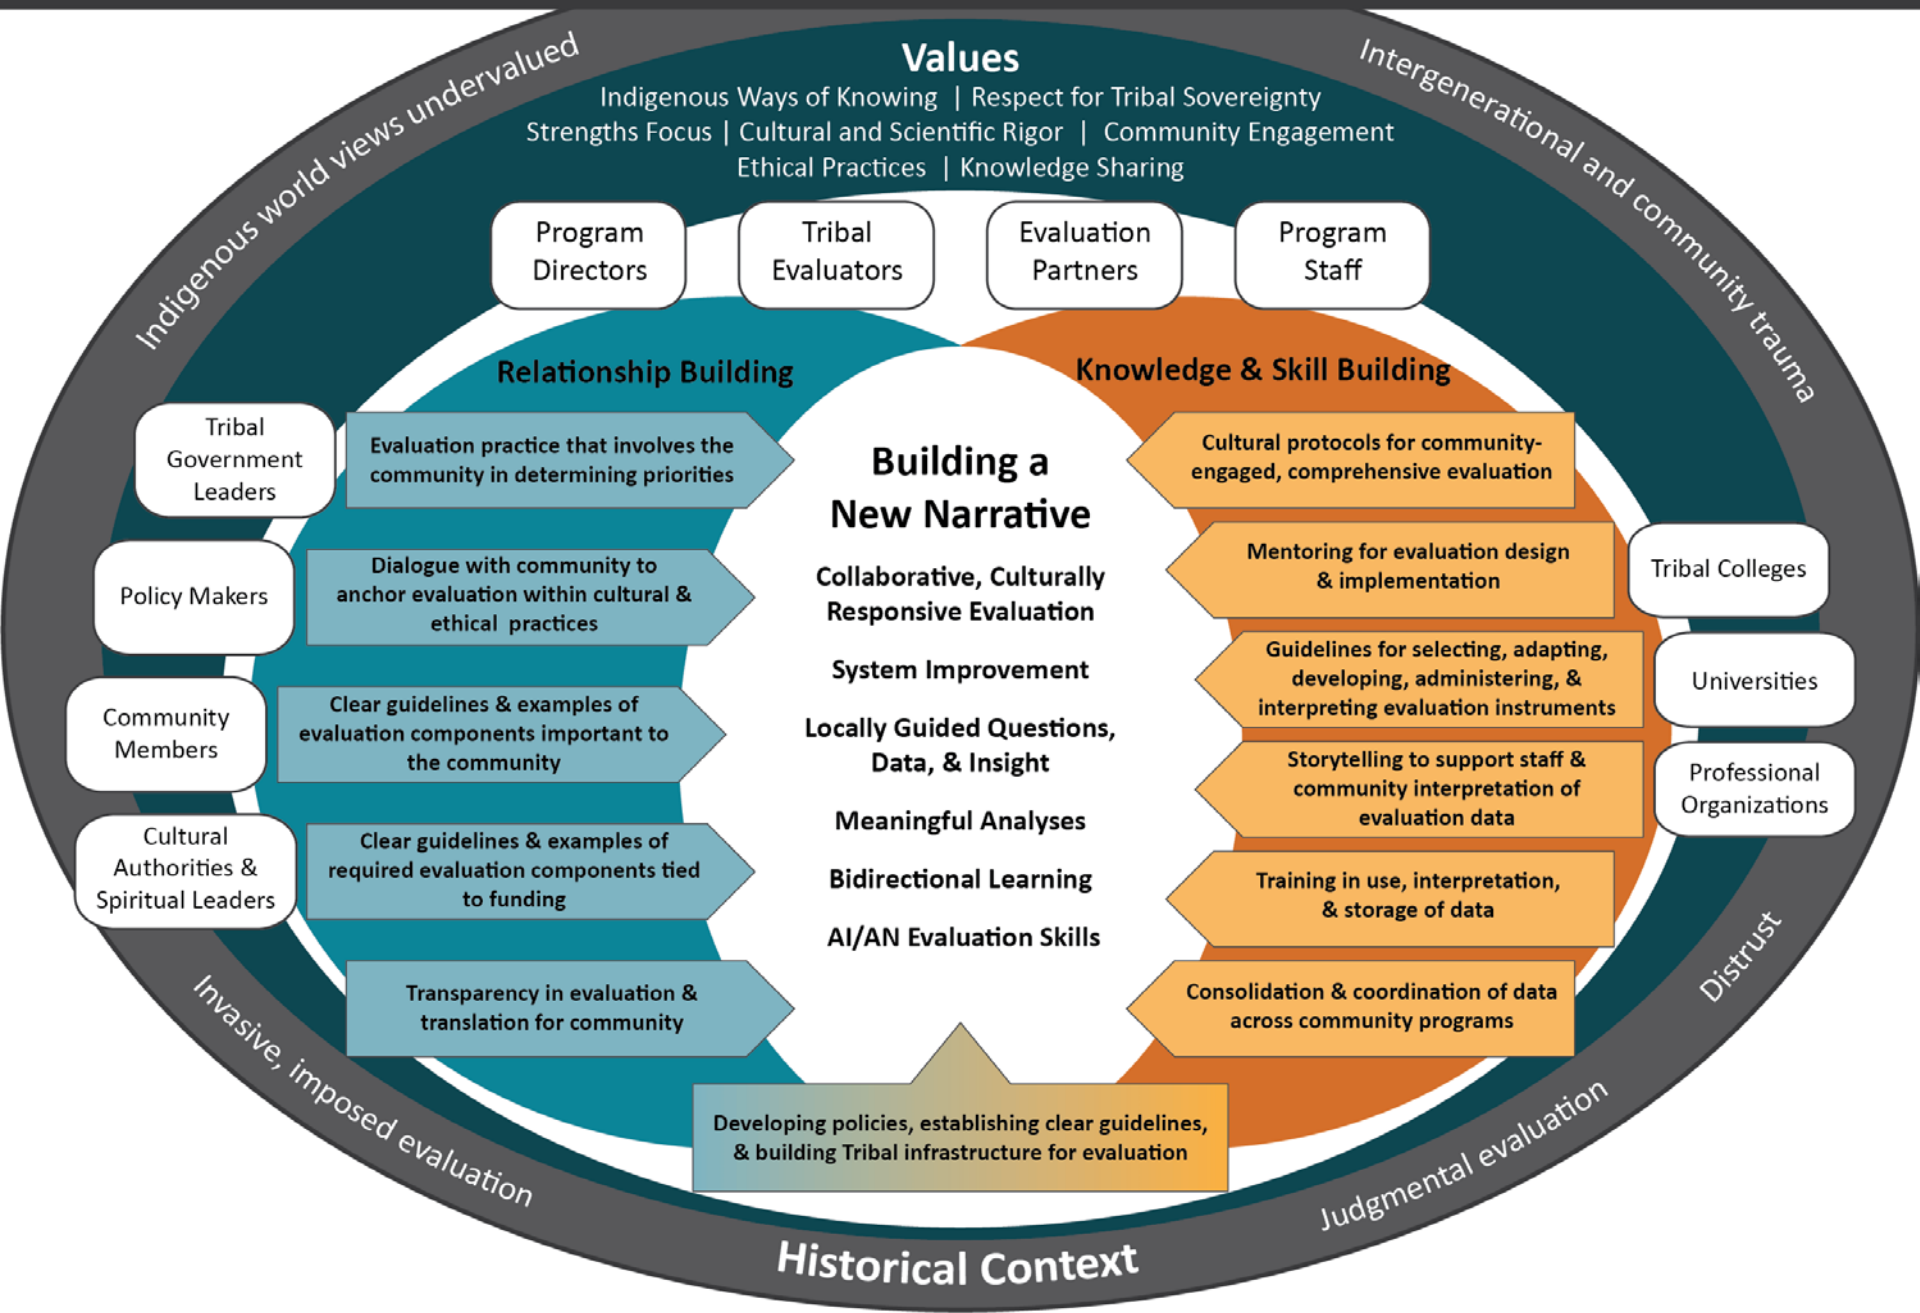 Values
Indigenous Ways of Knowing | Respect for Tribal Sovereignty
Strengths Focus | Cultural and Scientific Rigor | Community Engagement
Ethical Practices | Knowledge Sharing
Indigenous world views undervalued
Intergenerational and community trauma
Program
Directors
Tribal
Evaluators
Evaluation
Partners
Program
Staff
Relationship Building
Tribal
Government
Leaders
Policy Makers
Community
Members
Cultural
Authorities &
Spiritual Leaders
Evaluation practice that involves the
community in determining priorities
Dialogue with community to
anchor evaluation within cultural &
ethical practices
Clear guidelines & examples of
evaluation components important to
the community
Clear guidelines & examples of
required evaluation components tied
to funding
Transparency in evaluation &
translation for community
Building a
New Narrative
Collaborative, Culturally
Responsive Evaluation
System Improvement
Locally Guided Questions,
Data, & Insight
Meaningful Analyses
Bidirectional Learning
AI/AN Evaluation Skills
Knowledge & Skill Building
Cultural protocols for community-
engaged, comprehensive evaluation
Mentoring for evaluation design
& implementation
Guidelines for selecting, adapting,
developing, administering, &
interpreting evaluation instruments
Storytelling to support staff &
community interpretation of
evaluation data
Training in use, interpretation,
& storage of data
Consolidation & coordination of data
across community programs
Tribal Colleges
Universities
Professional
Organizations
Developing policies, establishing clear guidelines,
& building Tribal infrastructure for evaluation
Invasive, imposed evaluation
Distrust
Judgmental evaluation
Historical Context